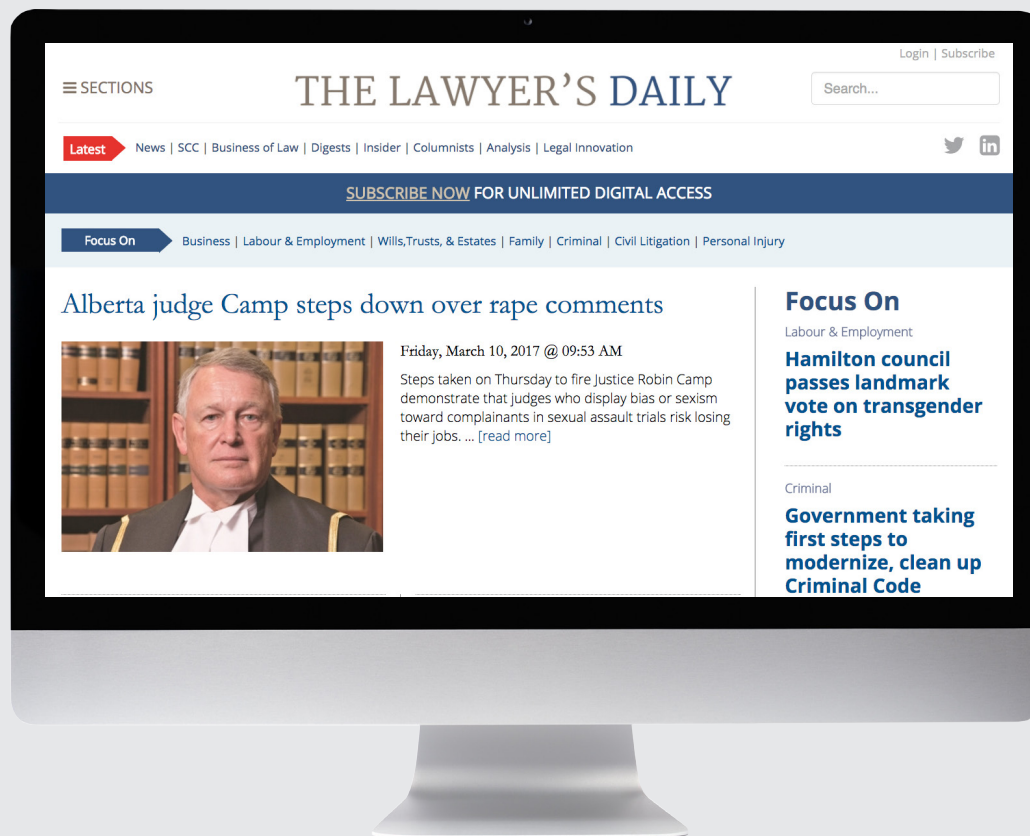 Login | Subscribe
SECTIONS
THE LAWYER'S DAILY
Search...
Latest
News | SCC | Business of Law | Digests | Insider | Columnists | Analysis | Legal Innovation
SUBSCRIBE NOW FOR UNLIMITED DIGITAL ACCESS
Focus On
Business | Labour & Employment | Wills,Trusts, & Estates | Family | Criminal | Civil Litigation | Personal Injury
Alberta judge Camp steps down over rape comments
Friday, March 10, 2017 @ 09:53 AM
Steps taken on Thursday to fire Justice Robin Camp
demonstrate that judges who display bias or sexism
toward complainants in sexual assault trials risk losing
their jobs. ... [read more]
Focus On
Labour & Employment
Hamilton council
passes landmark
vote on transgender
rights
Criminal
Government taking
first steps to
modernize, clean up
Criminal Code